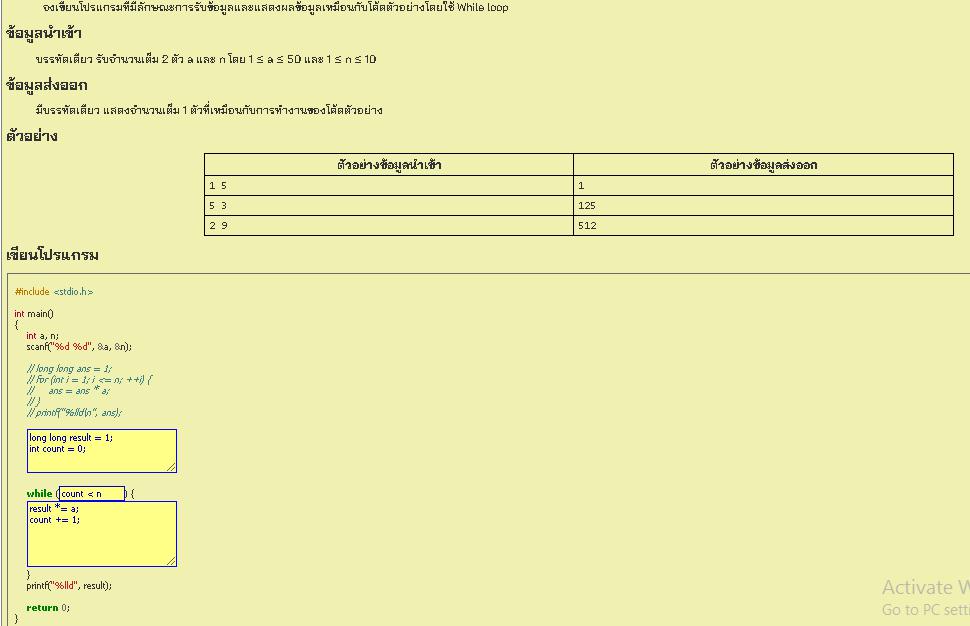 จงเขียนโปรแกรมที่มีลักษณะการรับข้อมูลและแสดงผลข้อมูลเหมือนกับโค้ดตัวอย่างโดยใช้ While loop
ข้อมูลนำเข้า
บรรทัดเดียว รับจำนวนเต็ม 2 ตัว a และ n โดย 1 ≤ a ≤ 50 และ 1 ≤ n ≤ 10
ข้อมูลส่งออก
มีบรรทัดเดียว แสดงจำนวนเต็ม 1 ตัวที่เหมือนกับการทำงานของโค้ดตัวอย่าง
ตัวอย่าง
ตัวอย่างข้อมูลนำเข้า ตัวอย่างข้อมูลส่งออก
1 5 1
5 3 125
2 9 512
เขียนโปรแกรม
#include <stdio.h>
int main()
{
int a, n;
scanf("%d %d", &a, &n);
// long long ans = 1;
// for (int i = 1; i <= n; ++i) {
// ans = ans * a;
// }
// printf("%lld\n", ans);
long long result = 1;
int count = 0;
while (count < n) {
result *= a;
count += 1;
}
printf("%lld", result);
return 0;
}
Activate W
Go to PC sett